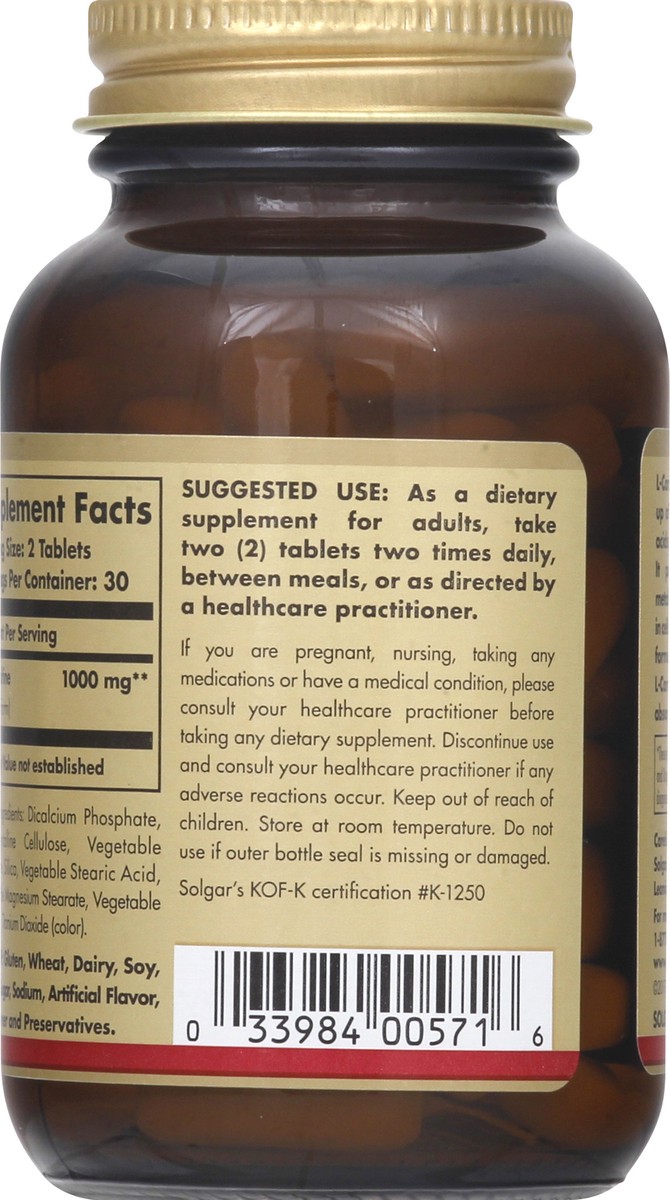 Facts
Size: 2 Tablets
Per Container: 30
Per Serving
1000 mg**
Value not established
Dicalcium Phosphate,
Cellulose, Vegetable
Silica, Vegetable Stearic Acid,
Magnesium Stearate, Vegetable
Dioxide (color).
Gluten, Wheat, Dairy, Soy,
Sodium, Artificial Flavor,
and Preservatives.
SUGGESTED USE: As a dietary
supplement for adults, take
two (2) tablets two times daily,
between meals, or as directed by
a healthcare practitioner.
If you are pregnant, nursing, taking any
medications or have a medical condition, please
consult your healthcare practitioner before
taking any dietary supplement. Discontinue use
and consult your healthcare practitioner if any
adverse reactions occur. Keep out of reach of
children. Store at room temperature. Do not
use if outer bottle seal is missing or damaged.
Solgar's KOF-K certification #K-1250
0 33984 00571 6